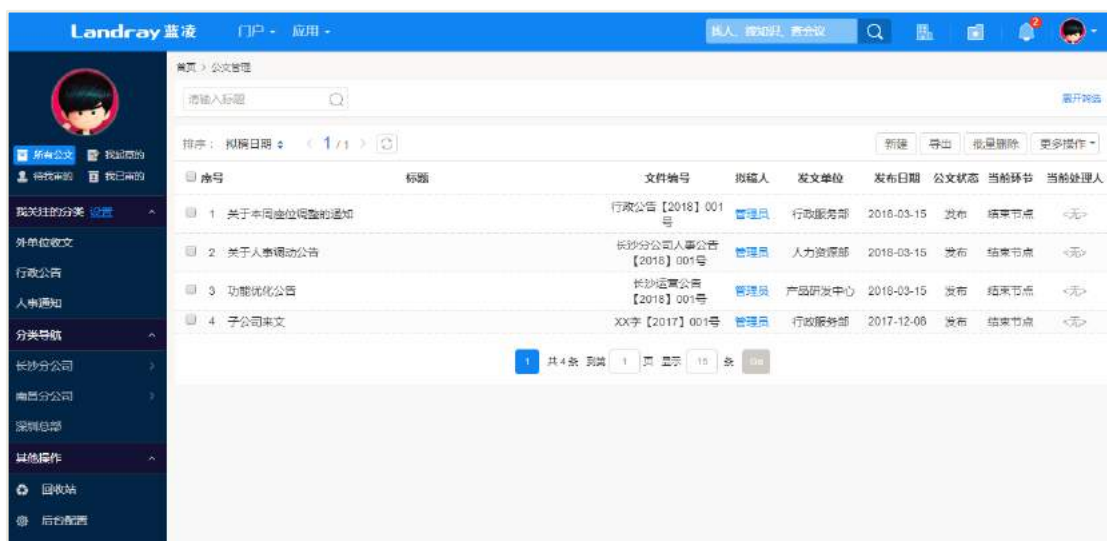 Landray蓝凌 门户 应用 找人、搜知识、查会议 2
首页 > 公文管理
请输入标题 展开筛选
排序: 拟稿日期 1 / 1 新建 导出 批量删除 更多操作
所有公文 我起草的
待我审的 我已审的
我关注的分类 设置
外单位收文
行政公告
人事通知
分类导航
长沙分公司
南昌分公司
深圳总部
其他操作
回收站
后台配置
序号 标题 文件编号 拟稿人 发文单位 发布日期 公文状态 当前环节 当前处理人
1 关于本周座位调整的通知 行政公告【2018】001号 管理员 行政服务部 2018-03-15 发布 结束节点 <无>
2 关于人事调动公告 长沙分公司人事公告【2018】001号 管理员 人力资源部 2018-03-15 发布 结束节点 <无>
3 功能优化公告 长沙运营公告【2018】001号 管理员 产品研发中心 2018-03-15 发布 结束节点 <无>
4 子公司来文 XX字【2017】001号 管理员 行政服务部 2017-12-06 发布 结束节点 <无>
1 共4条 到第 1 页 显示 15 条 Go